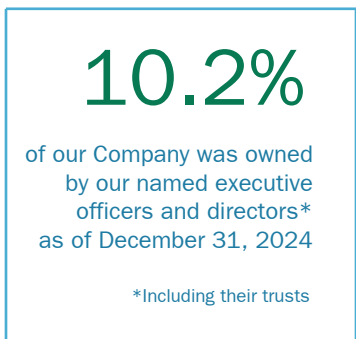 10.2%
of our Company was owned
by our named executive
officers and directors*
as of December 31, 2024
*Including their trusts